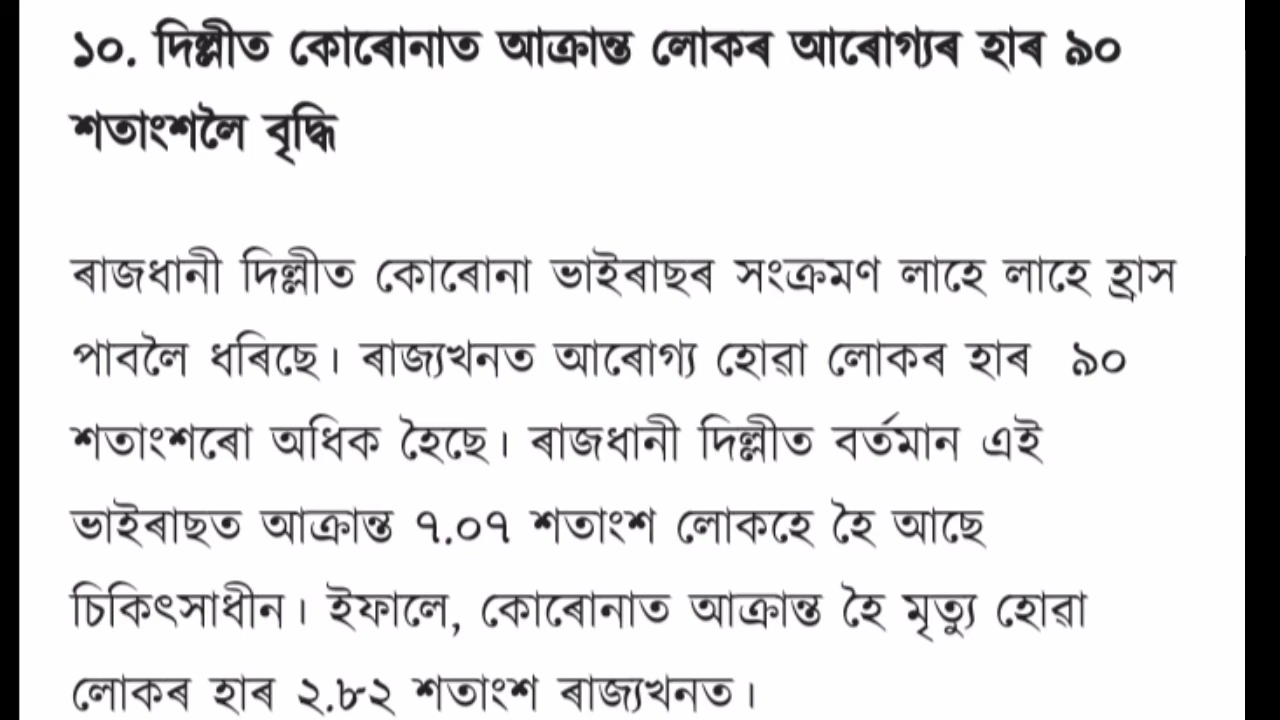 ১০. দিল্লীত কোৰোনাত আক্ৰান্ত লোকৰ আৰোগ্যৰ হাৰ ৯০
শতাংশলৈ বৃদ্ধি
ৰাজধানী দিল্লীত কোৰোনা ভাইৰাছৰ সংক্ৰমণ লাহে লাহে হ্ৰাস
পাবলৈ ধৰিছে। ৰাজ্যখনত আৰোগ্য হোৱা লোকৰ হাৰ ৯০
শতাংশৰো অধিক হৈছে। ৰাজধানী দিল্লীত বৰ্তমান এই
ভাইৰাছত আক্ৰান্ত ৭.০৭ শতাংশ লোকহে হৈ আছে
চিকিৎসাধীন। ইফালে, কোৰোনাত আক্ৰান্ত হৈ মৃত্যু হোৱা
লোকৰ হাৰ ২.৮২ শতাংশ ৰাজ্যখনত।